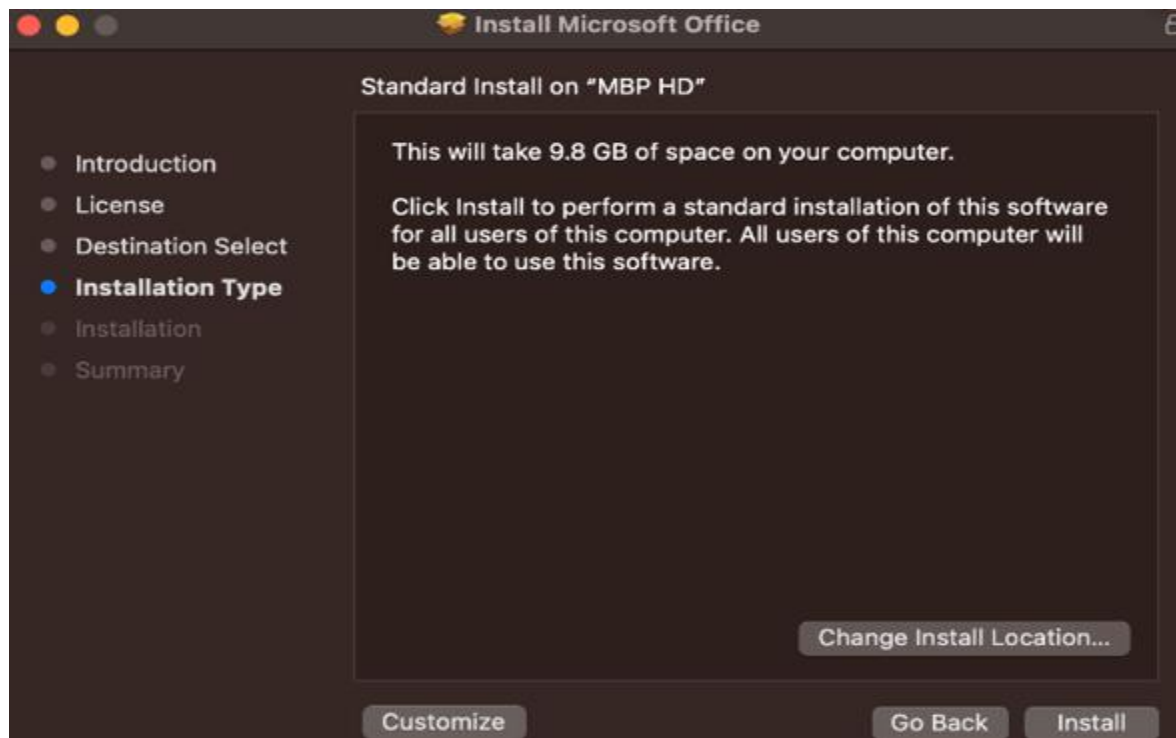 Install Microsoft Office
Standard Install on "MBP HD"
Introduction
License
Destination Select
Installation Type
Installation
Summary
This will take 9.8 GB of space on your computer.
Click Install to perform a standard installation of this software
for all users of this computer. All users of this computer will
be able to use this software.
Change Install Location...
Customize
Go Back
Install